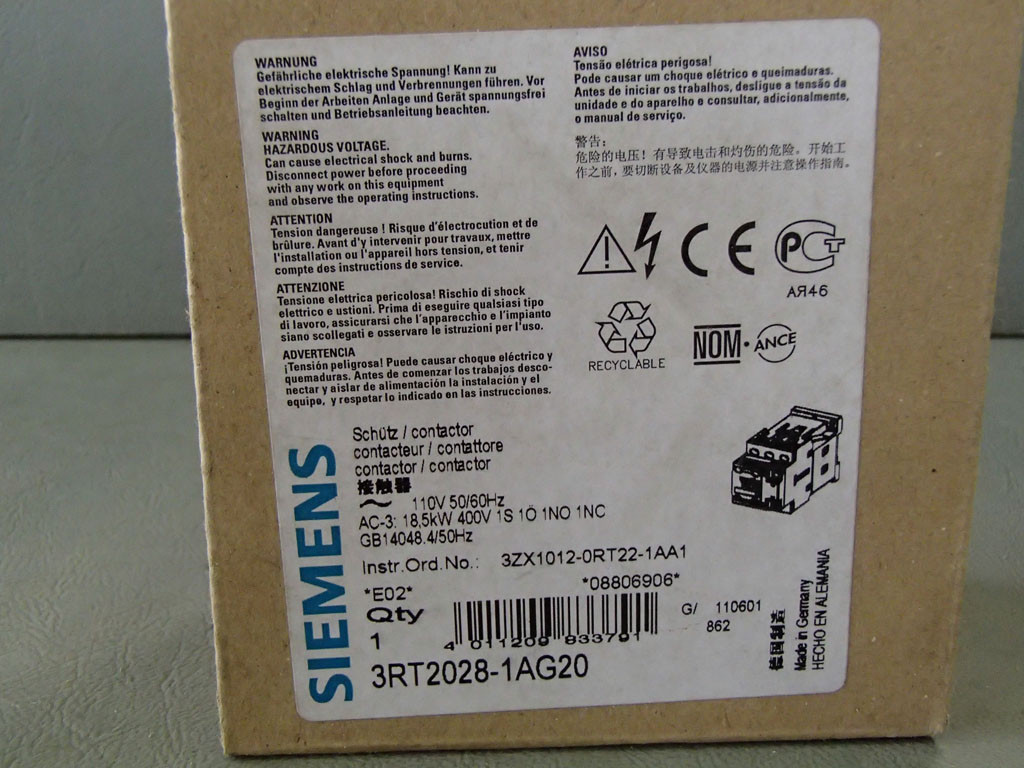 WARNUNG
Gefährliche elektrische Spannung! Kann zu
elektrischem Schlag und Verbrennungen führen. Vor
Beginn der Arbeiten Anlage und Gerät spannungsfrei
schalten und Betriebsanleitung beachten.
WARNING
HAZARDOUS VOLTAGE.
Can cause electrical shock and burns.
Disconnect power before proceeding
with any work on this equipment
and observe the operating instructions.
ATTENTION
Tension dangereuse ! Risque d'électrocution et de
brûlure. Avant d'y intervenir pour travaux, mettre
l'installation ou l'appareil hors tension, et tenir
compte des instructions de service.
ATTENZIONE
Tensione elettrica pericolosa! Rischio di shock
elettrico e ustioni. Prima di eseguire qualsiasi tipo
di lavoro, assicurarsi che l'apparecchio e l'impianto
siano scollegati e osservare le istruzioni per l'uso.
ADVERTENCIA
¡Tensión peligrosa! Puede causar choque eléctrico y
quemaduras. Antes de comenzar los trabajos desco-
nectar y aislar de alimentación la instalación y el
equipo, y respetar lo indicado en las instrucciones.
AVISO
Tensão elétrica perigosa!
Pode causar um choque elétrico e queimaduras.
Antes de iniciar os trabalhos, desligue a tensão da
unidade e do aparelho e consultar, adicionalmente,
o manual de serviço.
警告:
危险的电压! 有导致电击和灼伤的危险。开始工
作之前, 要切断设备及仪器的电源并注意操作指南。
CE
РСТ
АЯ46
RECYCLABLE
NOM · ANCE
SIEMENS
Schütz / contactor
contacteur / contattore
contactor / contactor
接触器
~ 110V 50/60Hz
AC-3: 18,5kW 400V 1S 1Ö 1NO 1NC
GB14048.4/50Hz
Instr.Ord.No.: 3ZX1012-0RT22-1AA1
*E02* *08806906*
Qty
1
4 011209 833791
G/ 110601
862
3RT2028-1AG20
德国制造
Made in Germany
HECHO EN ALEMANIA